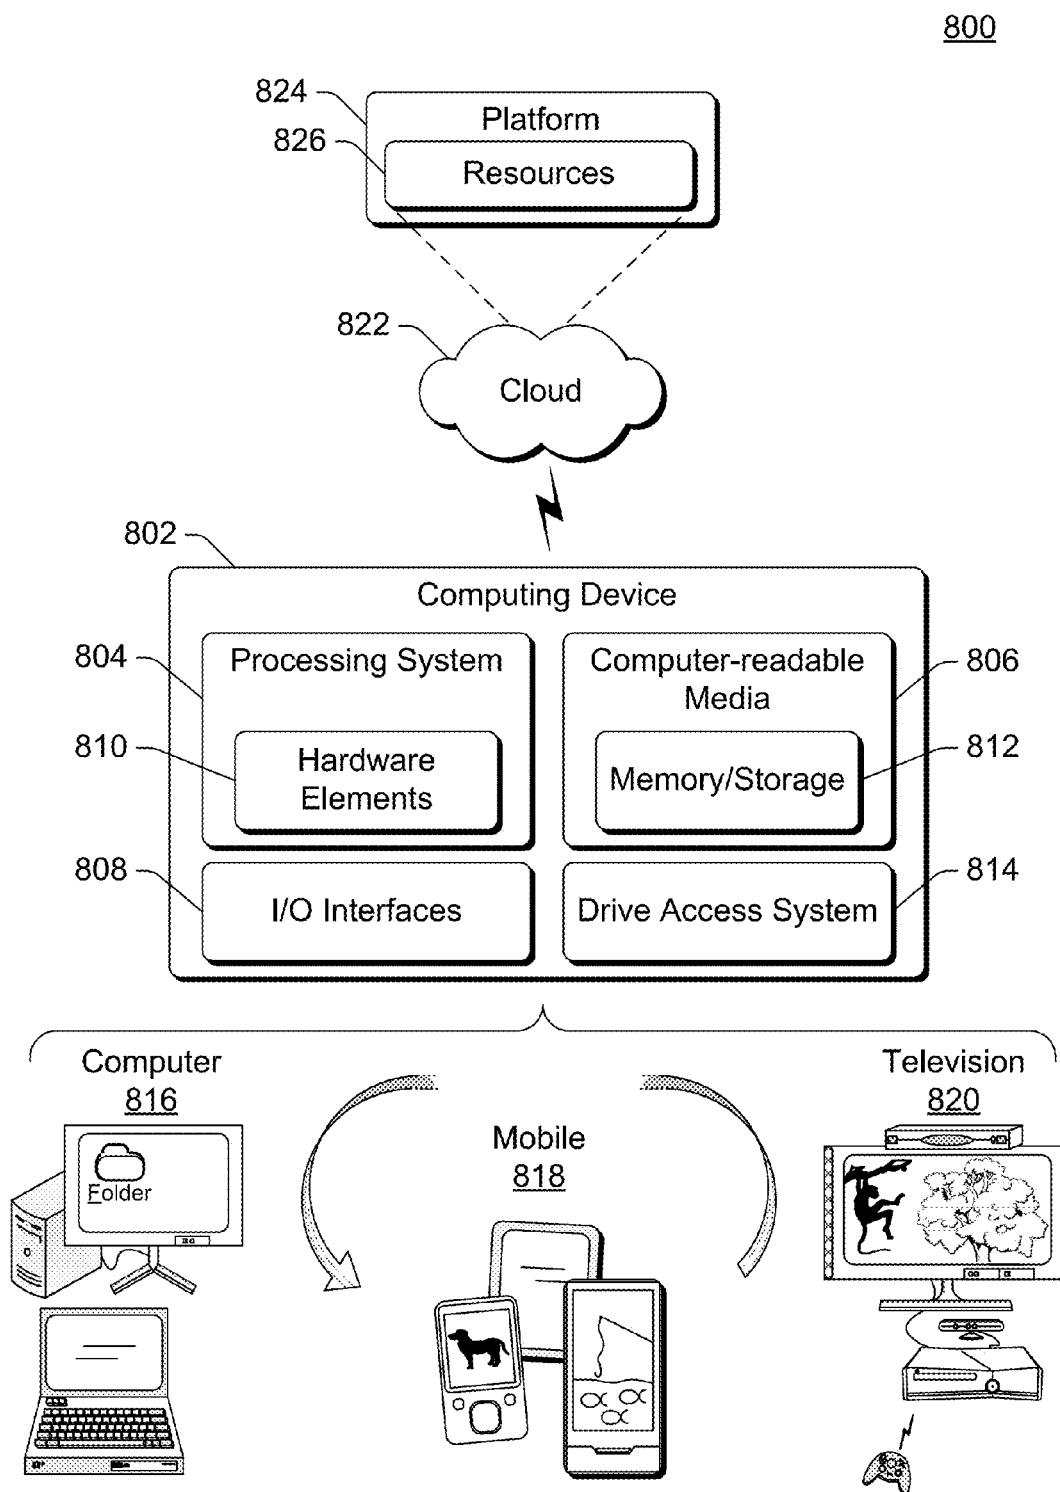 800
824
Platform
826
Resources
822
Cloud
802
Computing Device
804
Processing System
Computer-readable
Media
806
810
Hardware
Elements
Memory/Storage
812
808
I/O Interfaces
Drive Access System
814
Computer
816
Television
820
Mobile
818
Folder